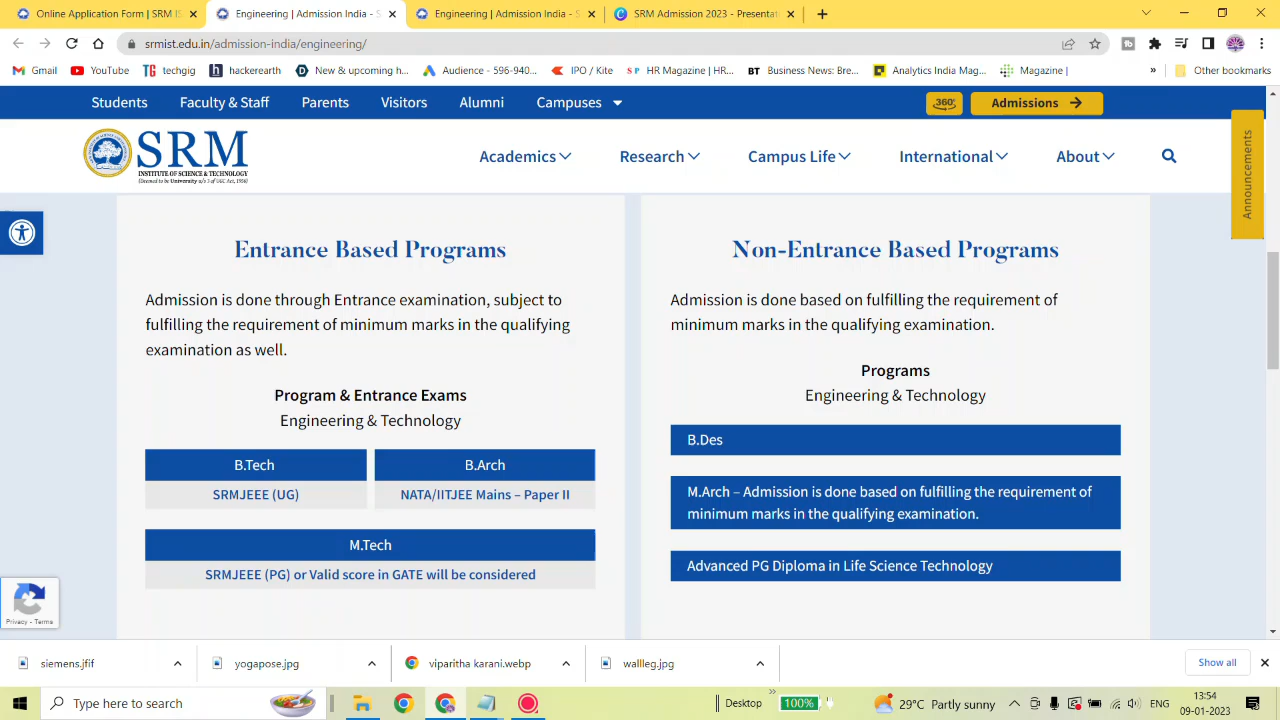 Online Application Form | SRM IS
Engineering | Admission India - S
Engineering | Admission India - S
SRM Admission 2023 - Presentat
srmist.edu.in/admission-india/engineering/
Gmail
YouTube
techgig
hackerearth
New & upcoming h...
Audience - 596-940...
IPO / Kite
HR Magazine | HR...
Business News: Bre...
Analytics India Mag...
Magazine |
»
Other bookmarks
Students
Faculty & Staff
Parents
Visitors
Alumni
Campuses
360°
Admissions
SRM
INSTITUTE OF SCIENCE & TECHNOLOGY
(Deemed to be University u/s 3 of UGC Act, 1956)
Academics
Research
Campus Life
International
About
Announcements
Entrance Based Programs
Admission is done through Entrance examination, subject to
fulfilling the requirement of minimum marks in the qualifying
examination as well.
Program & Entrance Exams
Engineering & Technology
B.Tech
SRMJEEE (UG)
B.Arch
NATA/IITJEE Mains – Paper II
M.Tech
SRMJEEE (PG) or Valid score in GATE will be considered
Non-Entrance Based Programs
Admission is done based on fulfilling the requirement of
minimum marks in the qualifying examination.
Programs
Engineering & Technology
B.Des
M.Arch – Admission is done based on fulfilling the requirement of
minimum marks in the qualifying examination.
Advanced PG Diploma in Life Science Technology
Privacy - Terms
siemens.jfif
yogapose.jpg
viparitha karani.webp
wallleg.jpg
Show all
Type here to search
Desktop
»
100%
29°C Partly sunny
ENG
13:54
09-01-2023